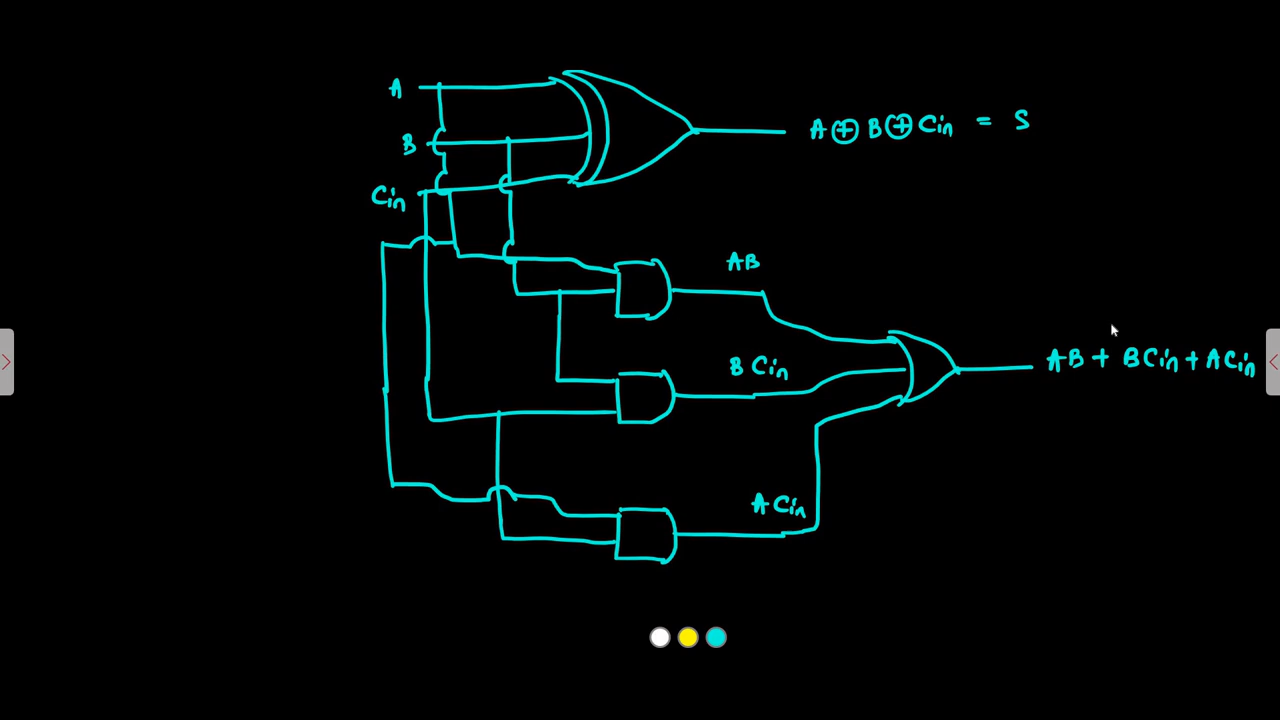 A
B
Cin
A⊕B⊕Cin = S
AB
B Cin
A Cin
AB + BCin + ACin